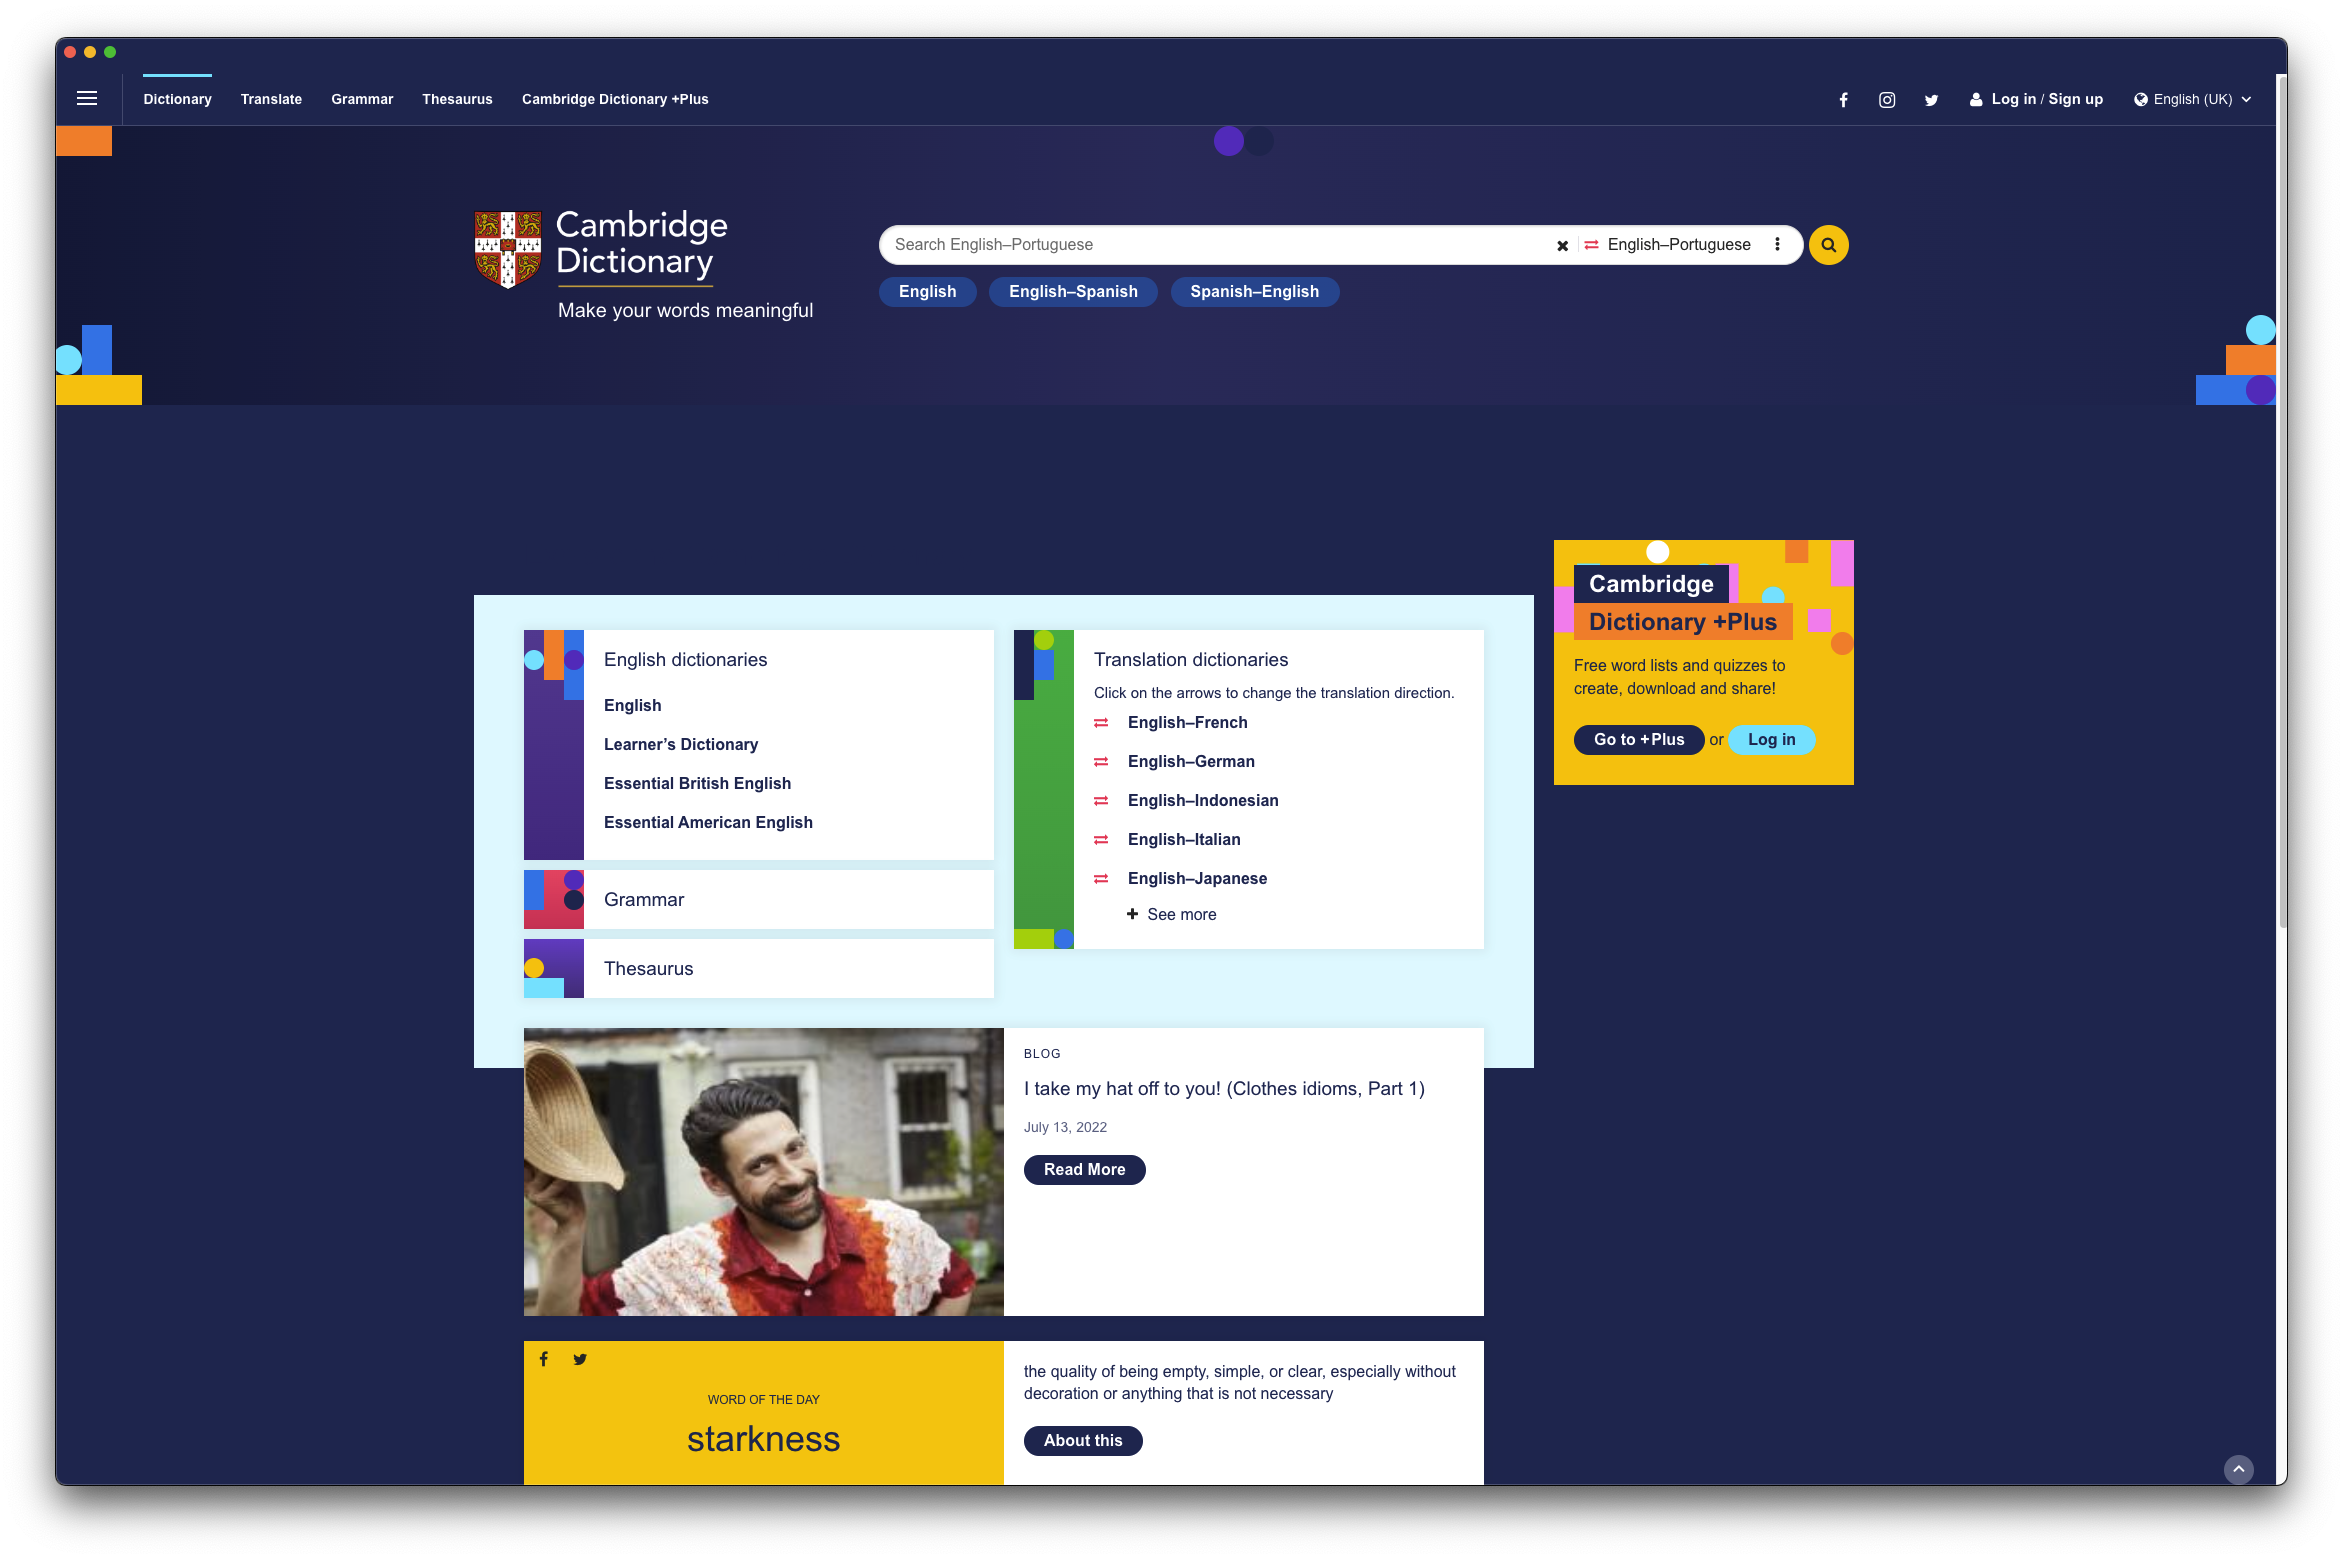 Dictionary Translate Grammar Thesaurus Cambridge Dictionary +Plus
Log in / Sign up English (UK)
Cambridge
Dictionary
Make your words meaningful
Search English–Portuguese English–Portuguese
English English–Spanish Spanish–English
Cambridge
Dictionary +Plus
Free word lists and quizzes to
create, download and share!
Go to +Plus or Log in
English dictionaries
English
Learner’s Dictionary
Essential British English
Essential American English
Grammar
Thesaurus
Translation dictionaries
Click on the arrows to change the translation direction.
English–French
English–German
English–Indonesian
English–Italian
English–Japanese
See more
BLOG
I take my hat off to you! (Clothes idioms, Part 1)
July 13, 2022
Read More
WORD OF THE DAY
starkness
the quality of being empty, simple, or clear, especially without
decoration or anything that is not necessary
About this